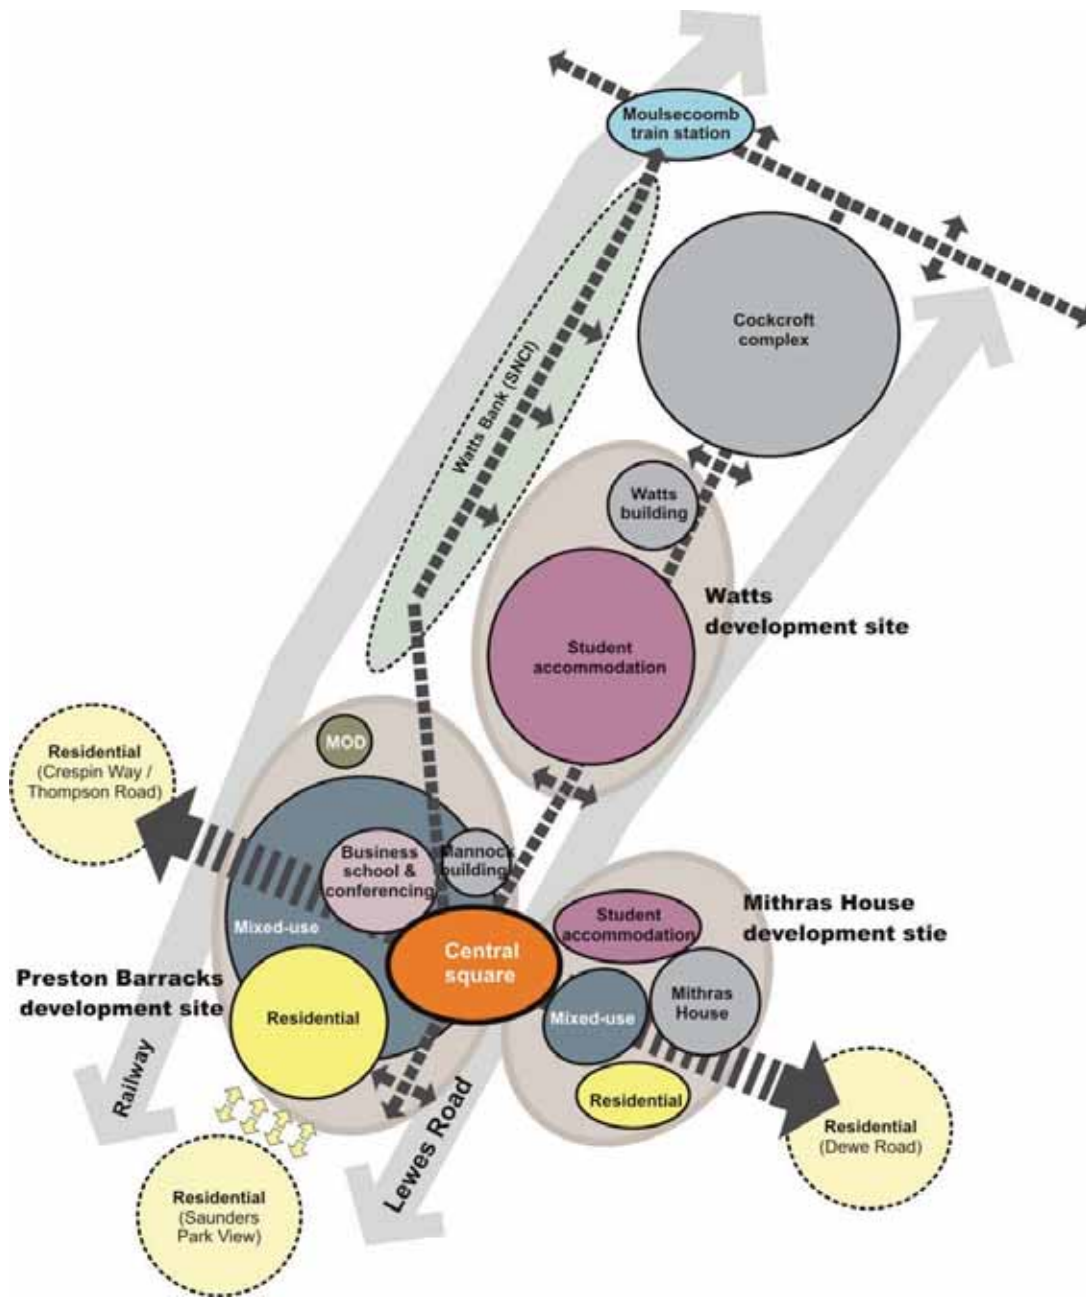 Moulsecoomb
train station
Cockcroft
complex
Watts Bank (SNCI)
Watts
building
Watts
development site
Student
accommodation
MOD
Residential
(Crespin Way /
Thompson Road)
Business
school &
conferencing
Mannock
building
Mixed-use
Central
square
Student
accommodation
Mithras House
development stie
Preston Barracks
development site
Residential
Mixed-use
Mithras
House
Residential
Railway
Lewes Road
Residential
(Dewe Road)
Residential
(Saunders
Park View)